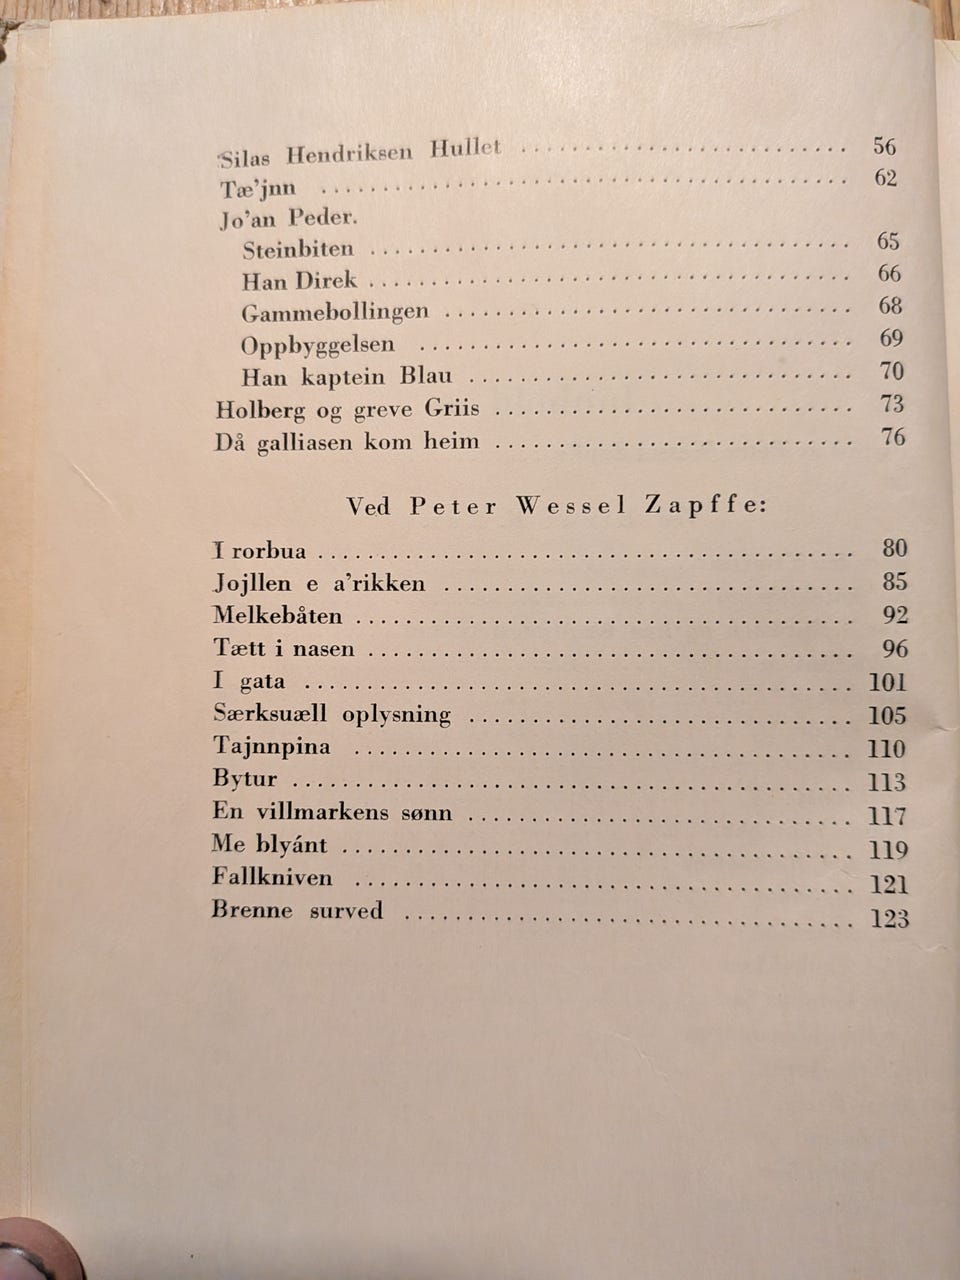 Silas Hendriksen Hullet ............................ 56
Tæ'jnn .......................................... 62
Jo'an Peder.
Steinbiten ....................................... 65
Han Direk ....................................... 66
Gammebollingen ................................. 68
Oppbyggelsen ................................... 69
Han kaptein Blau ............................... 70
Holberg og greve Griis ............................ 73
Då galliasen kom heim ............................ 76
Ved Peter Wessel Zapffe:
I rorbua .......................................... 80
Jojllen e a'rikken ................................. 85
Melkebåten ....................................... 92
Tætt i nasen ...................................... 96
I gata ........................................... 101
Særksuæll oplysning .............................. 105
Tajnnpina ........................................ 110
Bytur ............................................ 113
En villmarkens sønn .............................. 117
Me blyánt ........................................ 119
Fallkniven ....................................... 121
Brenne surved .................................... 123